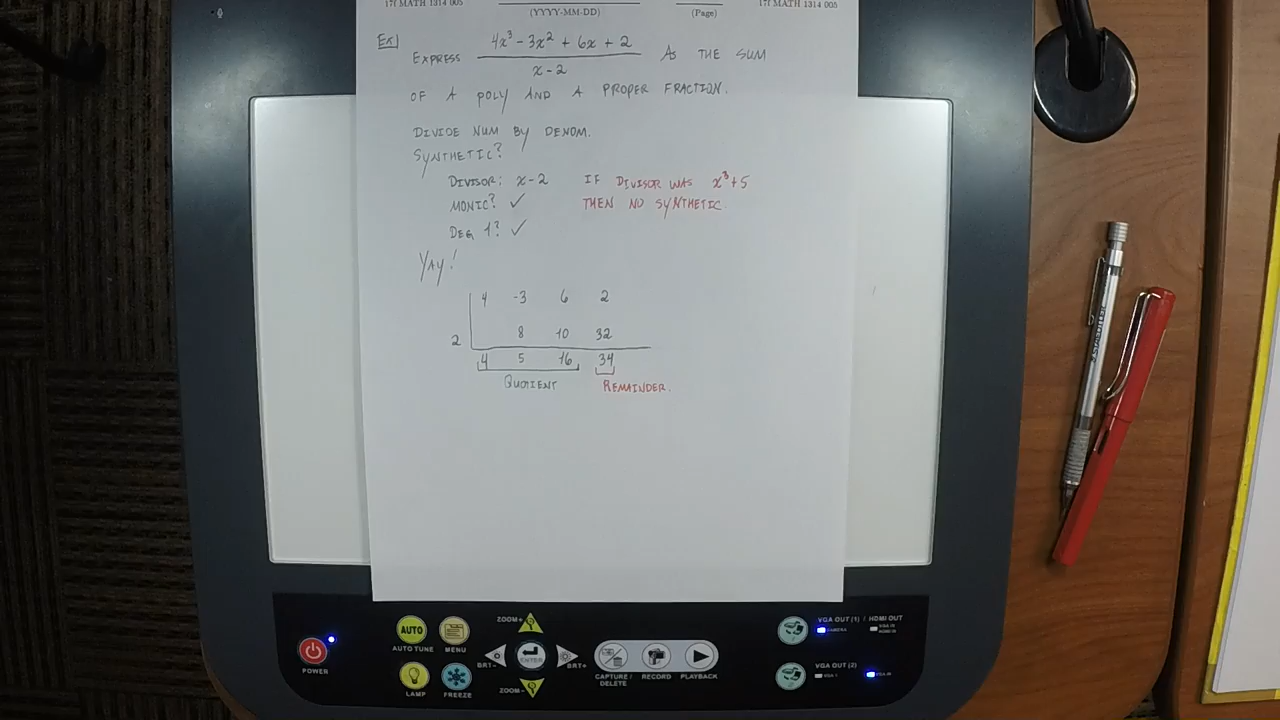 17f MATH 1314 005 17f MATH 1314 005
(YYYY-MM-DD) (Page)
EX1
EXPRESS 4x³ - 3x² + 6x + 2 / x - 2 AS THE SUM
OF A POLY AND A PROPER FRACTION.
DIVIDE NUM BY DENOM.
SYNTHETIC?
DIVISOR: x - 2 IF DIVISOR WAS x³+5
MONIC? ✓ THEN NO SYNTHETIC.
DEG 1? ✓
YAY!
4 -3 6 2
8 10 32
2
4 5 16 34
QUOTIENT REMAINDER.
POWER
AUTO
AUTO TUNE
MENU
LAMP
FREEZE
ZOOM+
BRT-
ENTER
BRT+
ZOOM-
CAPTURE / DELETE
RECORD
PLAYBACK
VGA OUT (1) / HDMI OUT
CAMERA
VGA OUT (2)